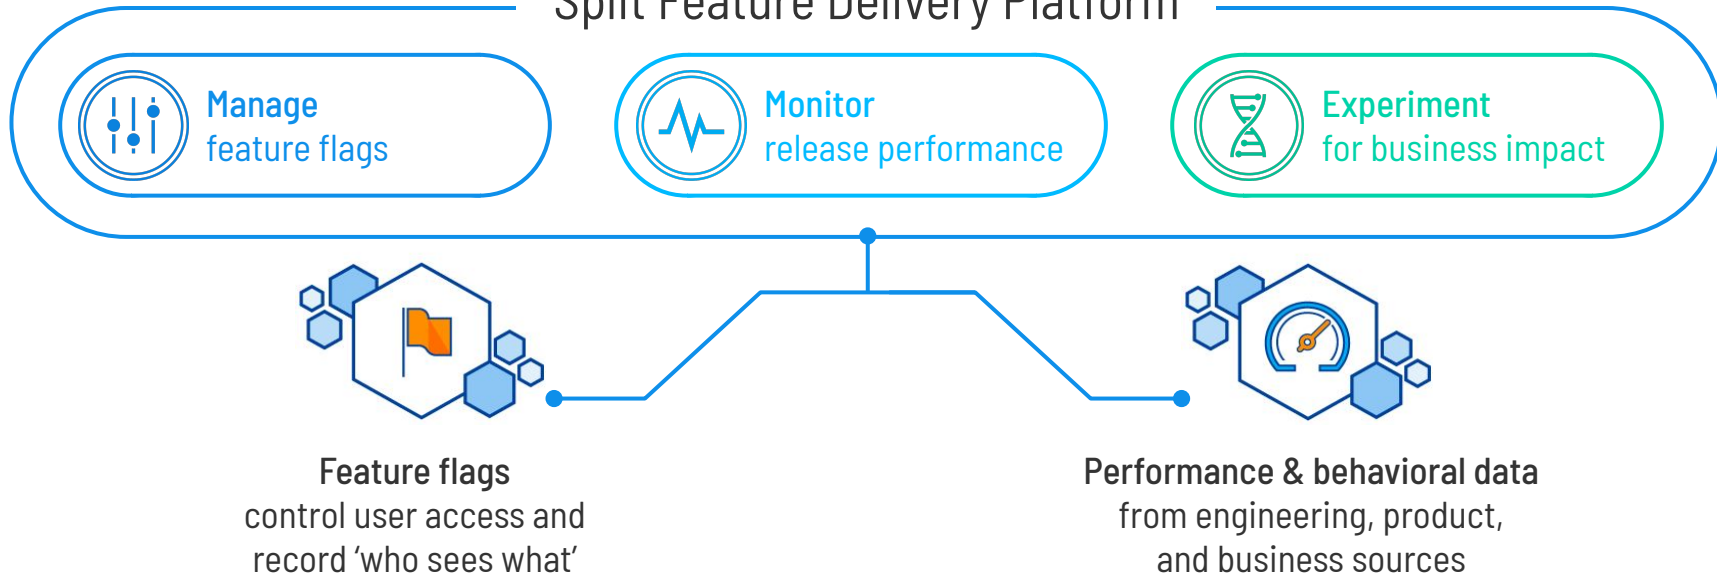 Split Feature Delivery Platform
Manage
feature flags
Monitor
release performance
Experiment
for business impact
Feature flags
control user access and
record ‘who sees what’
Performance & behavioral data
from engineering, product,
and business sources